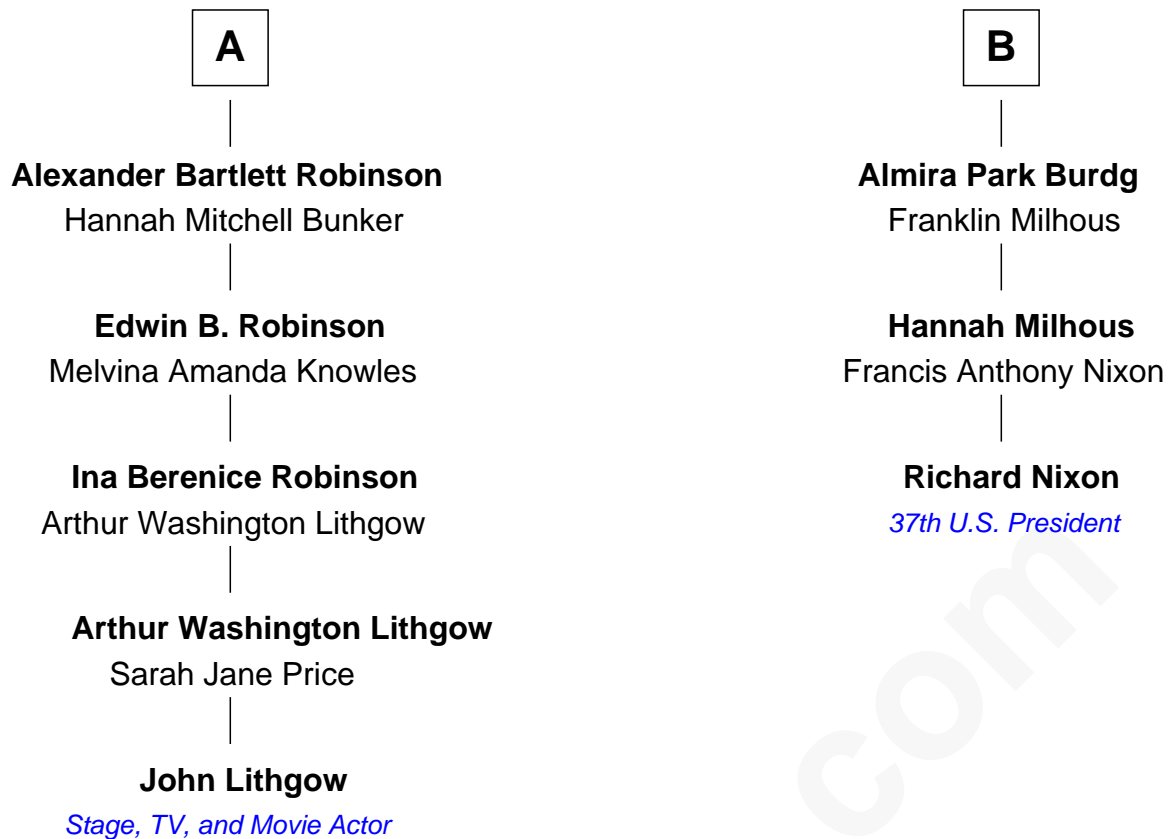 A
Alexander Bartlett Robinson
Hannah Mitchell Bunker
Edwin B. Robinson
Melvina Amanda Knowles
Ina Berenice Robinson
Arthur Washington Lithgow
Arthur Washington Lithgow
Sarah Jane Price
John Lithgow
Stage, TV, and Movie Actor
B
Almira Park Burdg
Franklin Milhous
Hannah Milhous
Francis Anthony Nixon
Richard Nixon
37th U.S. President
com